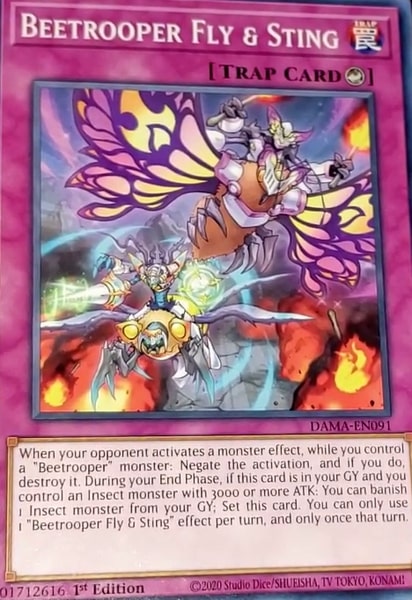 BEETROOPER FLY & STING
TRAP
罠
[TRAP CARD]
DAMA-EN091
When your opponent activates a monster effect, while you control
a "Beetrooper" monster: Negate the activation, and if you do,
destroy it. During your End Phase, if this card is in your GY and you
control an Insect monster with 3000 or more ATK: You can banish
1 Insect monster from your GY; Set this card. You can only use
1 "Beetrooper Fly & Sting" effect per turn, and only once that turn.
01712616 1st Edition ©2020 Studio Dice/SHUEISHA, TV TOKYO, KONAMI